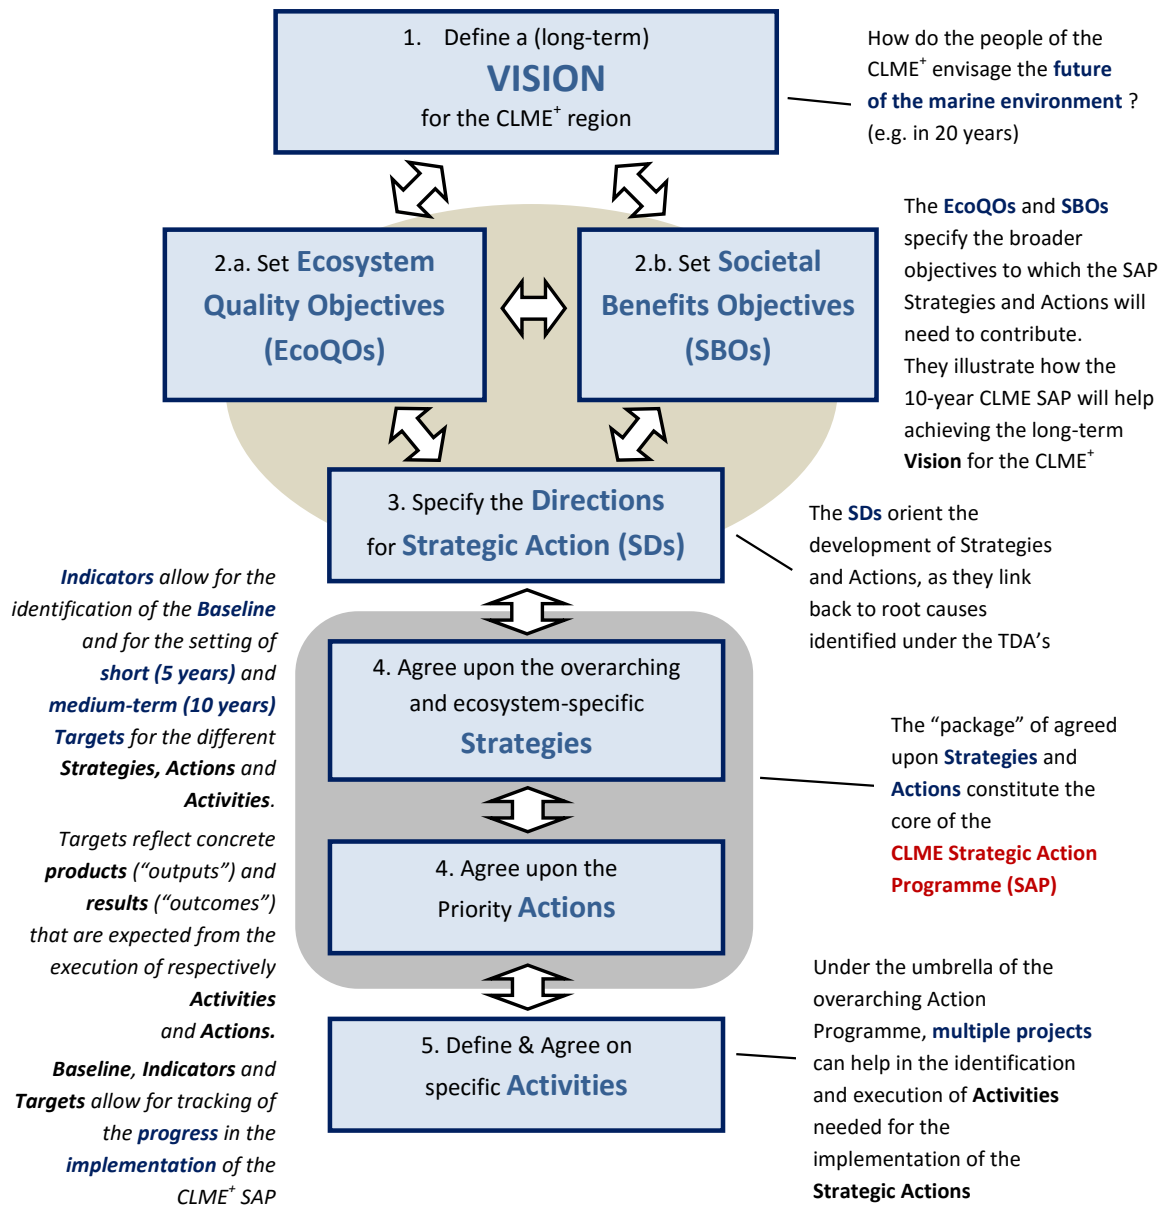 1. Define a (long-term)
VISION
for the CLME+ region
How do the people of the
CLME+ envisage the future
of the marine environment ?
(e.g. in 20 years)
2.a. Set Ecosystem
Quality Objectives
(EcoQOs)
2.b. Set Societal
Benefits Objectives
(SBOs)
The EcoQOs and SBOs
specify the broader
objectives to which the SAP
Strategies and Actions will
need to contribute.
They illustrate how the
10-year CLME SAP will help
achieving the long-term
Vision for the CLME+
3. Specify the Directions
for Strategic Action (SDs)
The SDs orient the
development of Strategies
and Actions, as they link
back to root causes
identified under the TDA's
Indicators allow for the
identification of the Baseline
and for the setting of
short (5 years) and
medium-term (10 years)
Targets for the different
Strategies, Actions and
Activities.
Targets reflect concrete
products (“outputs”) and
results (“outcomes”)
that are expected from the
execution of respectively
Activities
and Actions.
Baseline, Indicators and
Targets allow for tracking of
the progress in the
implementation of the
CLME+ SAP
4. Agree upon the overarching
and ecosystem-specific
Strategies
4. Agree upon the
Priority Actions
The “package” of agreed
upon Strategies and
Actions constitute the
core of the
CLME Strategic Action
Programme (SAP)
5. Define & Agree on
specific Activities
Under the umbrella of the
overarching Action
Programme, multiple projects
can help in the identification
and execution of Activities
needed for the
implementation of the
Strategic Actions